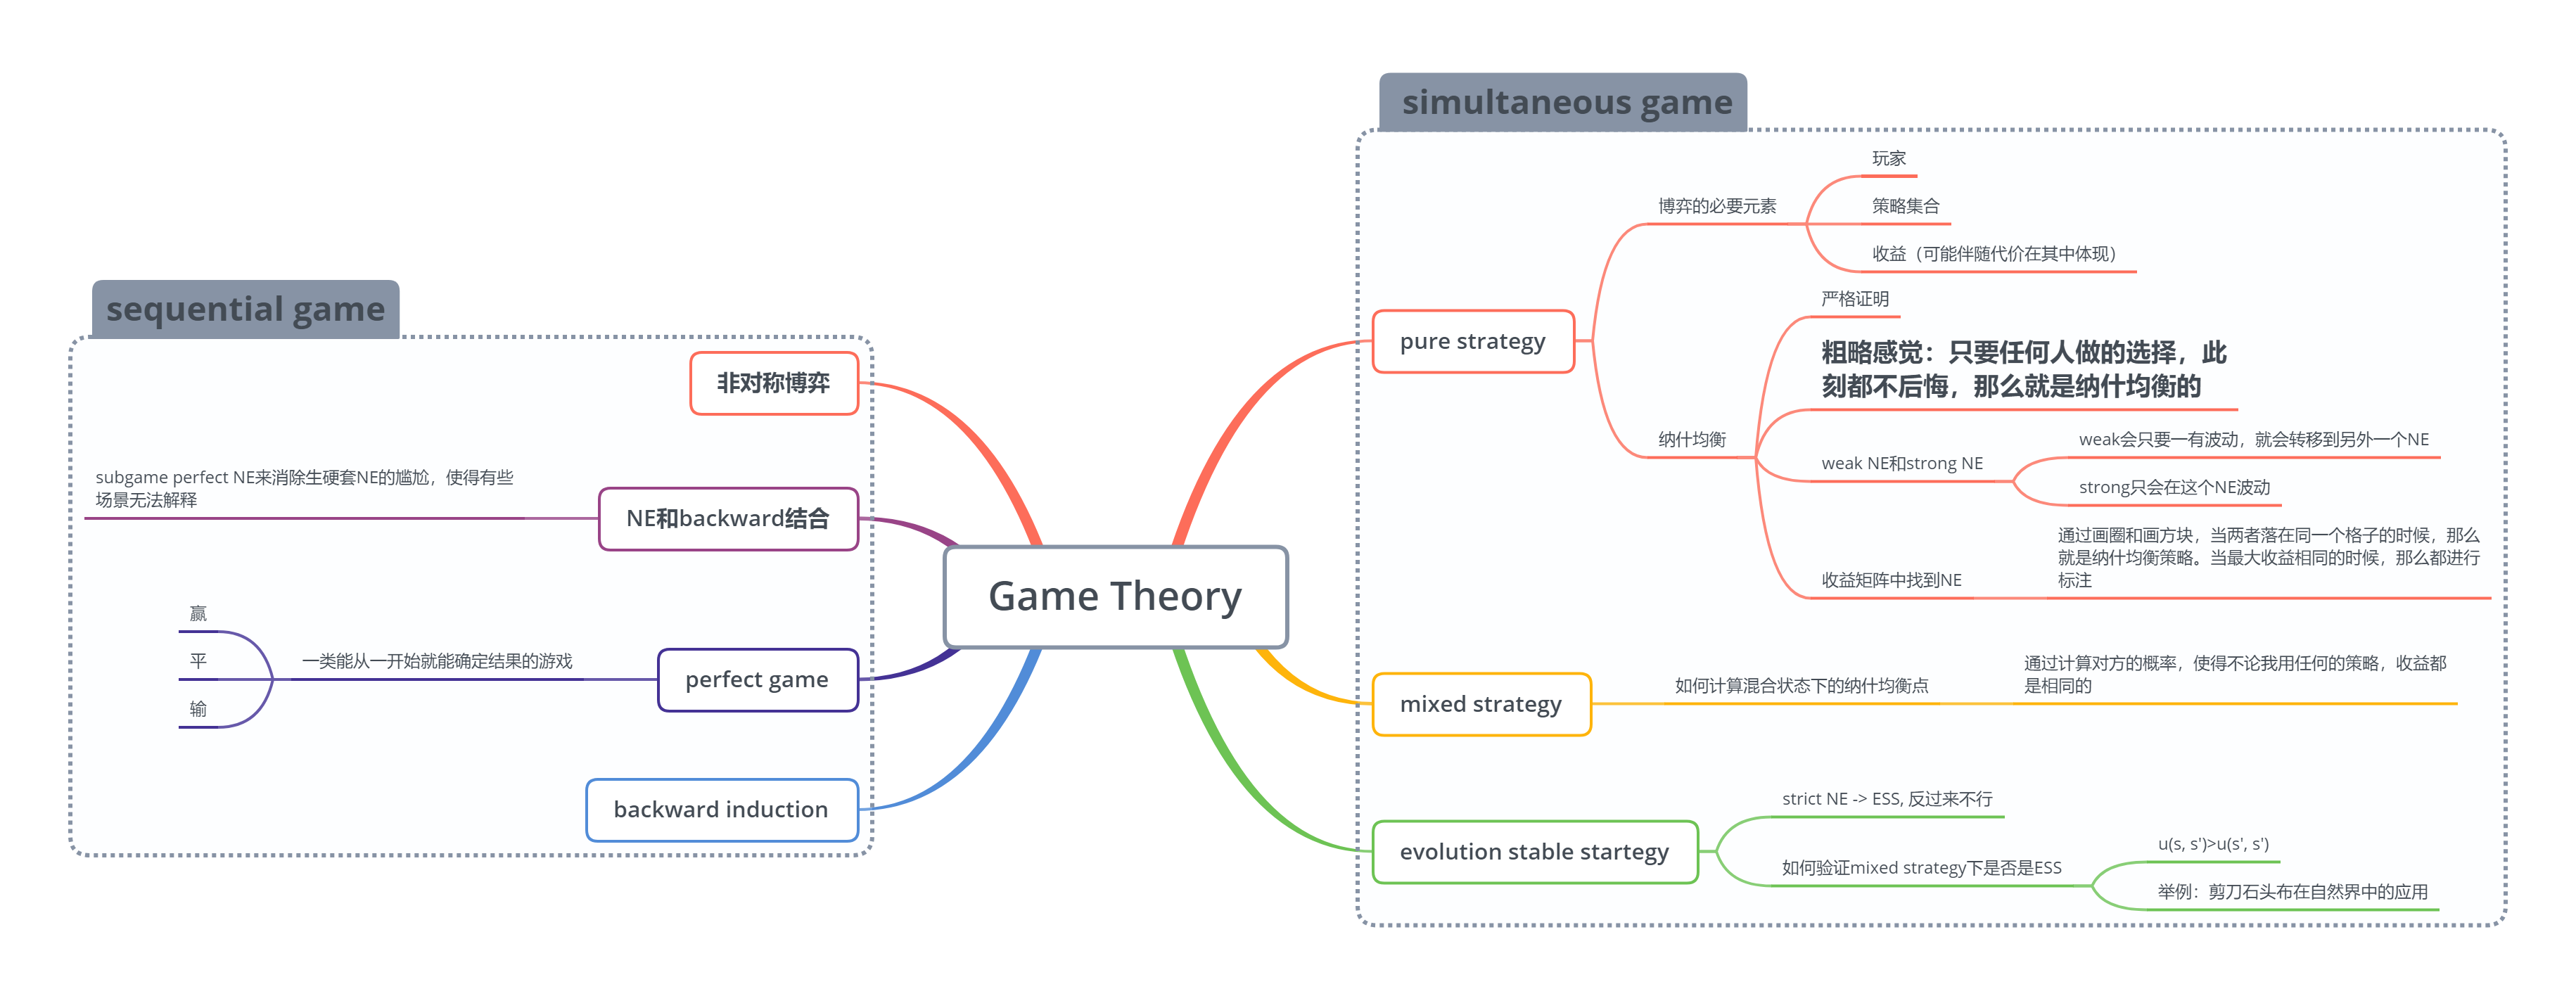 simultaneous game
玩家
博弈的必要元素
策略集合
收益（可能伴随代价在其中体现）
严格证明
pure strategy
粗略感觉：只要任何人做的选择，此
刻都不后悔，那么就是纳什均衡的
纳什均衡
weak会只要一有波动，就会转移到另外一个NE
weak NE和strong NE
strong只会在这个NE波动
通过画圈和画方块，当两者落在同一个格子的时候，那么
就是纳什均衡策略。当最大收益相同的时候，那么都进行
标注
收益矩阵中找到NE
mixed strategy
如何计算混合状态下的纳什均衡点
通过计算对方的概率，使得不论我用任何的策略，收益都
是相同的
evolution stable startegy
strict NE -> ESS, 反过来不行
如何验证mixed strategy下是否是ESS
u(s, s')>u(s', s')
举例：剪刀石头布在自然界中的应用
Game Theory
sequential game
非对称博弈
NE和backward结合
subgame perfect NE来消除生硬套NE的尴尬，使得有些
场景无法解释
perfect game
一类能从一开始就能确定结果的游戏
赢
平
输
backward induction